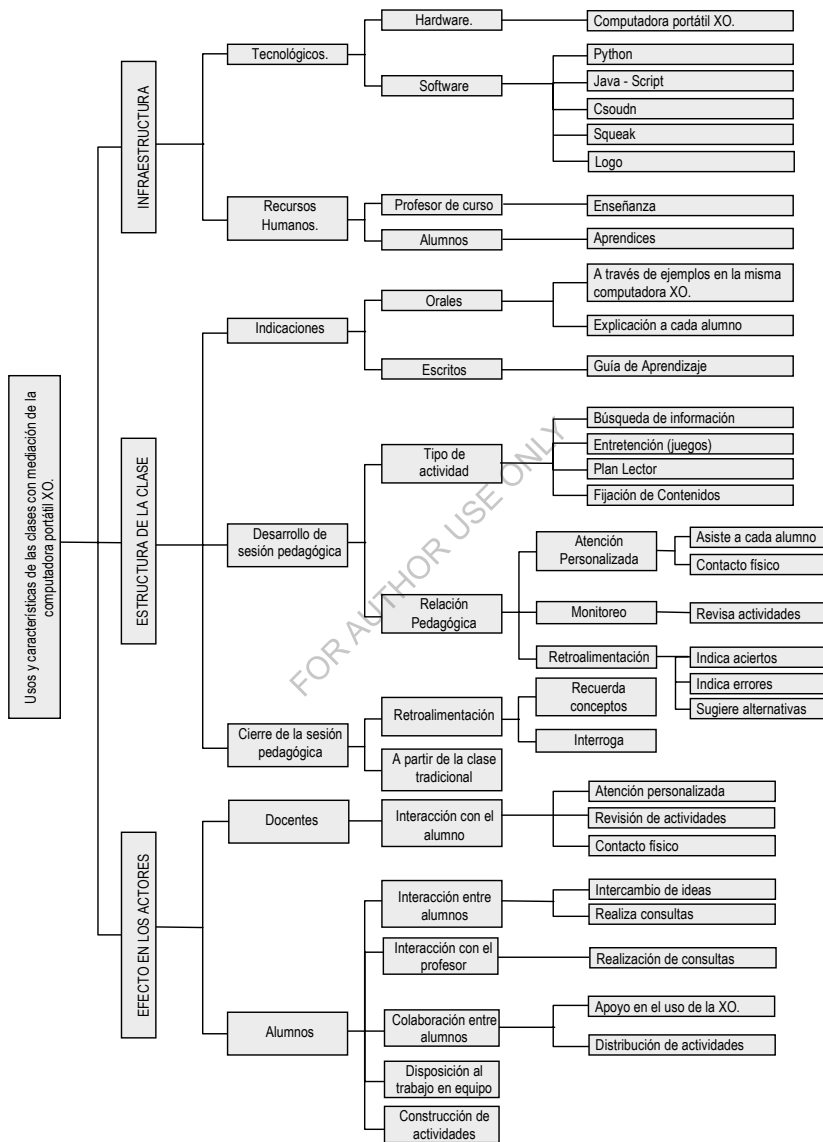 Usos y características de las clases con mediación de la
computadora portátil XO.
INFRAESTRUCTURA
Tecnológicos.
Hardware.
Computadora portátil XO.
Software
Python
Java - Script
Csoudn
Squeak
Logo
Recursos
Humanos.
Profesor de curso
Enseñanza
Alumnos
Aprendices
ESTRUCTURA DE LA CLASE
Indicaciones
Orales
A través de ejemplos en la misma
computadora XO.
Explicación a cada alumno
Escritos
Guía de Aprendizaje
Desarrollo de
sesión pedagógica
Tipo de
actividad
Búsqueda de información
Entretención (juegos)
Plan Lector
Fijación de Contenidos
Relación
Pedagógica
Atención
Personalizada
Asiste a cada alumno
Contacto físico
Monitoreo
Revisa actividades
Retroalimentación
Indica aciertos
Indica errores
Sugiere alternativas
Cierre de la sesión
pedagógica
Retroalimentación
Recuerda
conceptos
Interroga
A partir de la clase
tradicional
EFECTO EN LOS ACTORES
Docentes
Interacción con el
alumno
Atención personalizada
Revisión de actividades
Contacto físico
Alumnos
Interacción entre
alumnos
Intercambio de ideas
Realiza consultas
Interacción con el
profesor
Realización de consultas
Colaboración entre
alumnos
Apoyo en el uso de la XO.
Distribución de actividades
Disposición al
trabajo en equipo
Construcción de
actividades
FOR AUTHOR USE ONLY